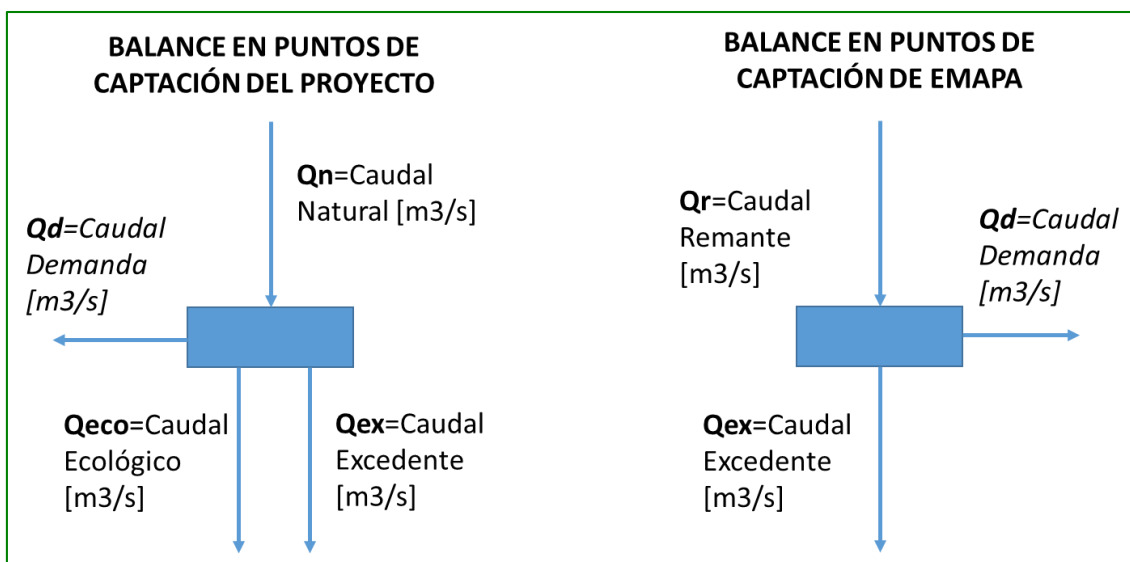 BALANCE EN PUNTOS DE
CAPTACIÓN DEL PROYECTO
Qn=Caudal
Natural [m3/s]
Qd=Caudal
Demanda
[m3/s]
Qeco=Caudal
Ecológico
[m3/s]
Qex=Caudal
Excedente
[m3/s]
BALANCE EN PUNTOS DE
CAPTACIÓN DE EMAPA
Qr=Caudal
Remante
[m3/s]
Qd=Caudal
Demanda
[m3/s]
Qex=Caudal
Excedente
[m3/s]